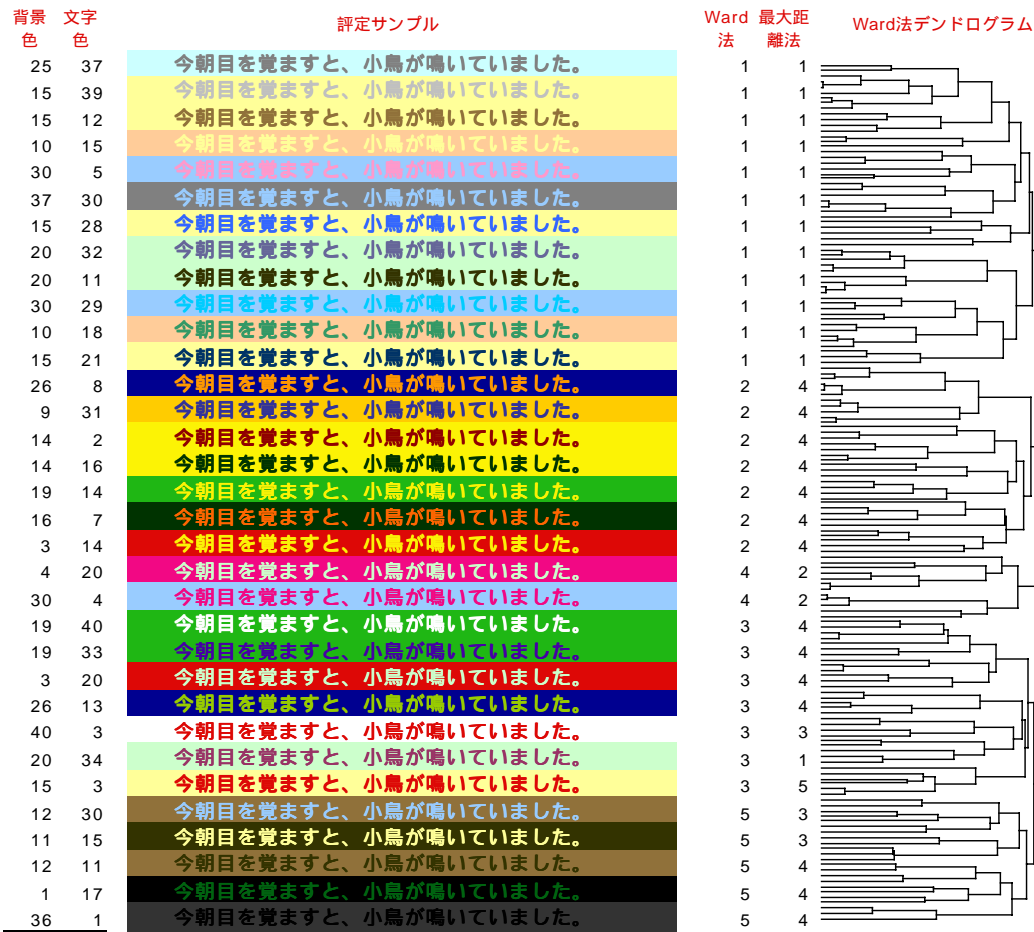 背景色 文字色 評定サンプル Ward法 最大距離法 Ward法デンドログラム
25 37 今朝目を覚ますと、小鳥が鳴いていました。 1 1
15 39 今朝目を覚ますと、小鳥が鳴いていました。 1 1
15 12 今朝目を覚ますと、小鳥が鳴いていました。 1 1
10 15 今朝目を覚ますと、小鳥が鳴いていました。 1 1
30 5 今朝目を覚ますと、小鳥が鳴いていました。 1 1
37 30 今朝目を覚ますと、小鳥が鳴いていました。 1 1
15 28 今朝目を覚ますと、小鳥が鳴いていました。 1 1
20 32 今朝目を覚ますと、小鳥が鳴いていました。 1 1
20 11 今朝目を覚ますと、小鳥が鳴いていました。 1 1
30 29 今朝目を覚ますと、小鳥が鳴いていました。 1 1
10 18 今朝目を覚ますと、小鳥が鳴いていました。 1 1
15 21 今朝目を覚ますと、小鳥が鳴いていました。 1 1
26 8 今朝目を覚ますと、小鳥が鳴いていました。 2 4
9 31 今朝目を覚ますと、小鳥が鳴いていました。 2 4
14 2 今朝目を覚ますと、小鳥が鳴いていました。 2 4
14 16 今朝目を覚ますと、小鳥が鳴いていました。 2 4
19 14 今朝目を覚ますと、小鳥が鳴いていました。 2 4
16 7 今朝目を覚ますと、小鳥が鳴いていました。 2 4
3 14 今朝目を覚ますと、小鳥が鳴いていました。 2 4
4 20 今朝目を覚ますと、小鳥が鳴いていました。 4 2
30 4 今朝目を覚ますと、小鳥が鳴いていました。 4 2
19 40 今朝目を覚ますと、小鳥が鳴いていました。 3 4
19 33 今朝目を覚ますと、小鳥が鳴いていました。 3 4
3 20 今朝目を覚ますと、小鳥が鳴いていました。 3 4
26 13 今朝目を覚ますと、小鳥が鳴いていました。 3 4
40 3 今朝目を覚ますと、小鳥が鳴いていました。 3 3
20 34 今朝目を覚ますと、小鳥が鳴いていました。 3 1
15 3 今朝目を覚ますと、小鳥が鳴いていました。 3 5
12 30 今朝目を覚ますと、小鳥が鳴いていました。 5 3
11 15 今朝目を覚ますと、小鳥が鳴いていました。 5 3
12 11 今朝目を覚ますと、小鳥が鳴いていました。 5 4
1 17 今朝目を覚ますと、小鳥が鳴いていました。 5 4
36 1 今朝目を覚ますと、小鳥が鳴いていました。 5 4